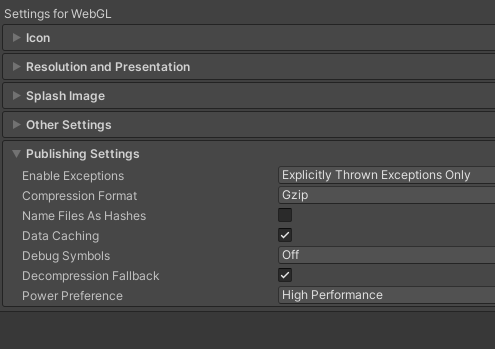 Settings for WebGL
Icon
Resolution and Presentation
Splash Image
Other Settings
Publishing Settings
Enable Exceptions Explicitly Thrown Exceptions Only
Compression Format Gzip
Name Files As Hashes
Data Caching
Debug Symbols Off
Decompression Fallback
Power Preference High Performance